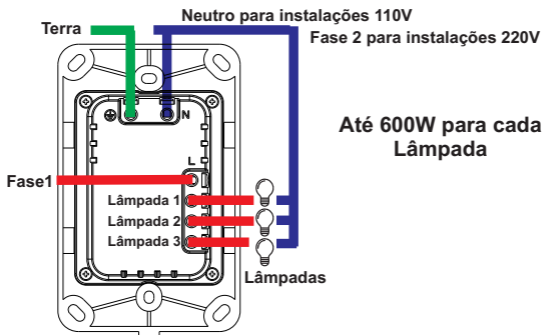 Neutro para instalações 110V
Terra
Fase 2 para instalações 220V
N
Até 600W para cada
Lâmpada
L
Fase1
Lâmpada 1
Lâmpada 2
Lâmpada 3
Lâmpadas